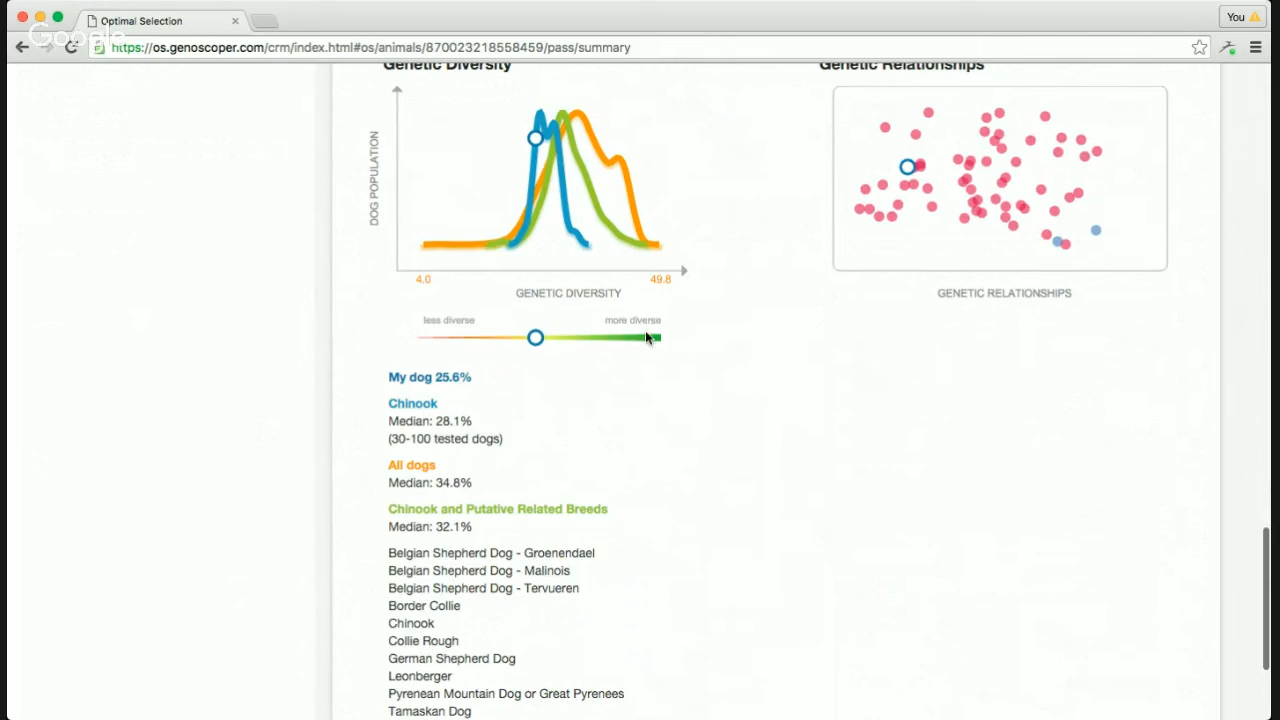 Optimal Selection
You
Google
https://os.genoscoper.com/crm/index.html#os/animals/870023218558459/pass/summary
Genetic Diversity
Genetic Relationships
DOG POPULATION
4.0
49.8
GENETIC DIVERSITY
GENETIC RELATIONSHIPS
less diverse
more diverse
My dog 25.6%
Chinook
Median: 28.1%
(30-100 tested dogs)
All dogs
Median: 34.8%
Chinook and Putative Related Breeds
Median: 32.1%
Belgian Shepherd Dog - Groenendael
Belgian Shepherd Dog - Malinois
Belgian Shepherd Dog - Tervueren
Border Collie
Chinook
Collie Rough
German Shepherd Dog
Leonberger
Pyrenean Mountain Dog or Great Pyrenees
Tamaskan Dog